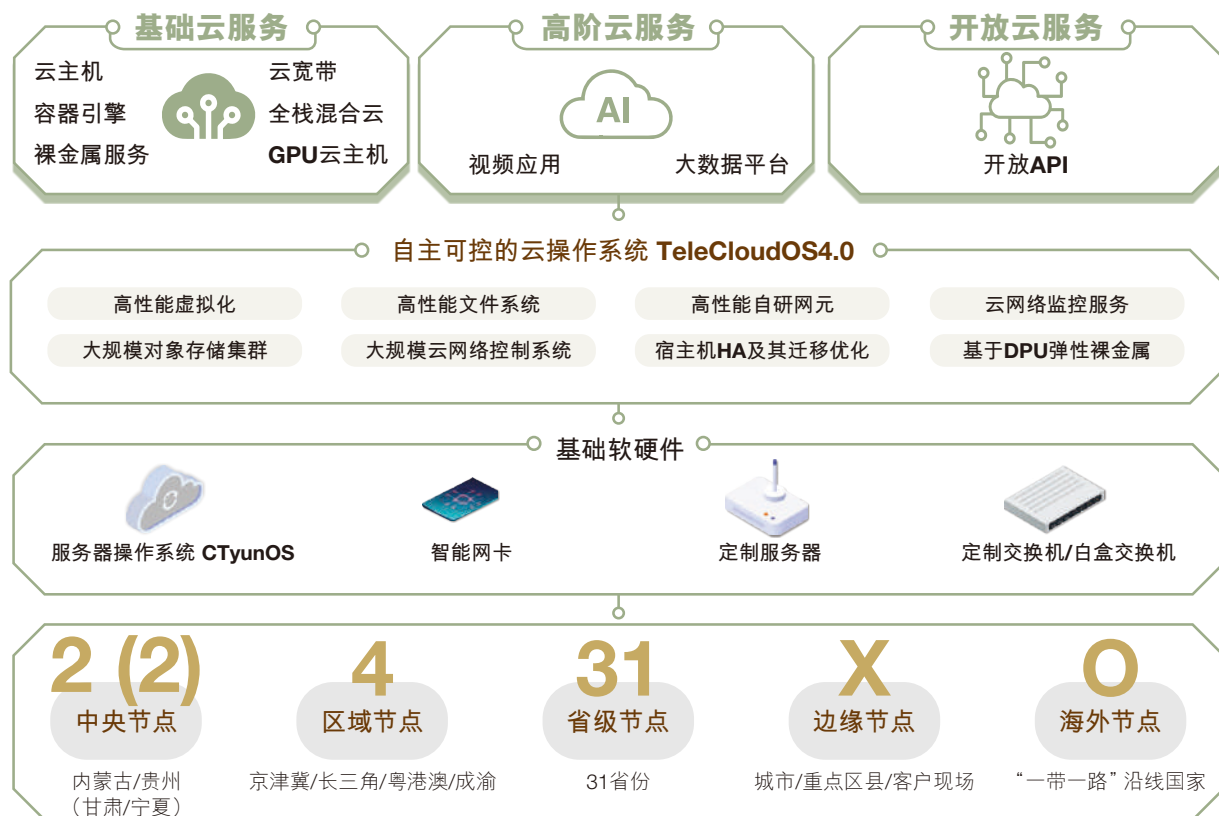 基础云服务
云主机
云宽带
容器引擎
全栈混合云
裸金属服务
GPU云主机
高阶云服务
AI
视频应用
大数据平台
开放云服务
开放API
自主可控的云操作系统 TeleCloudOS4.0
高性能虚拟化
高性能文件系统
高性能自研网元
云网络监控服务
大规模对象存储集群
大规模云网络控制系统
宿主机HA及其迁移优化
基于DPU弹性裸金属
基础软硬件
服务器操作系统 CTyunOS
智能网卡
定制服务器
定制交换机/白盒交换机
2 (2)
中央节点
内蒙古/贵州
（甘肃/宁夏）
4
区域节点
京津冀/长三角/粤港澳/成渝
31
省级节点
31省份
X
边缘节点
城市/重点区县/客户现场
O
海外节点
“一带一路”沿线国家